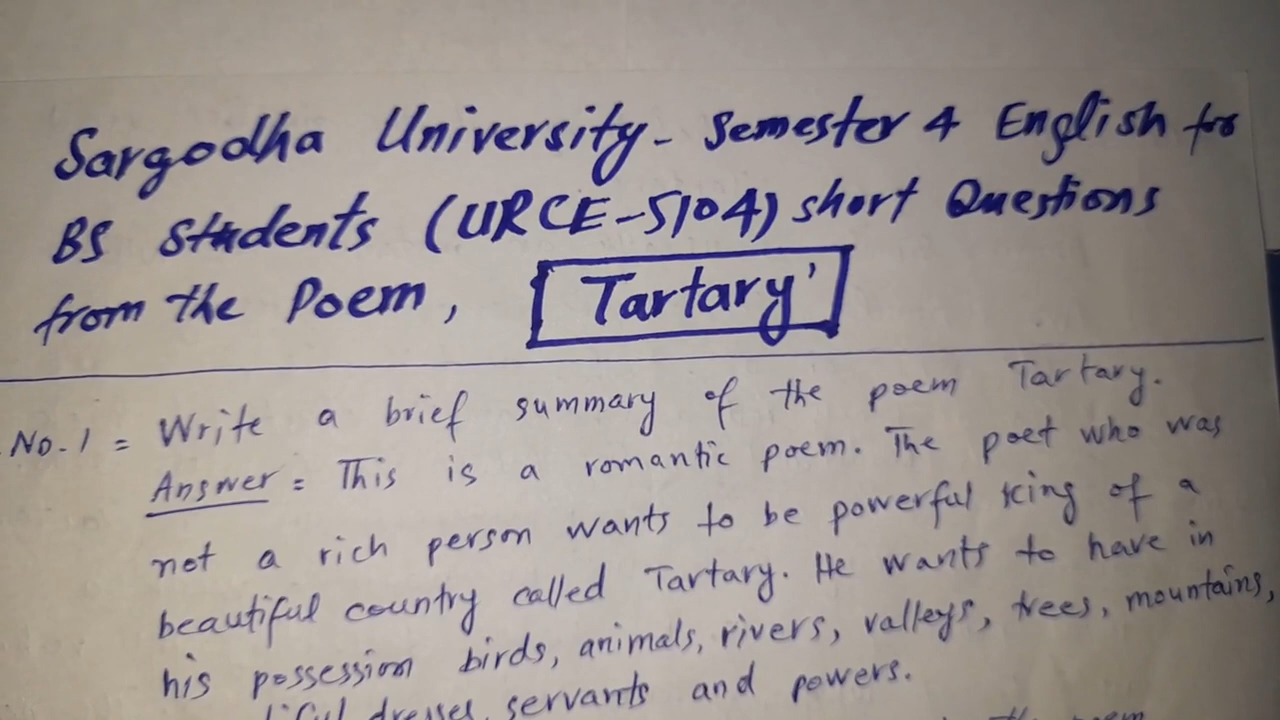 Sargodha University - Semester 4 English for
BS Students (URCE-5104) short Questions
from the Poem, [Tartary']
No. 1 = Write a brief summary of the poem Tartary.
Answer = This is a romantic poem. The poet who was
not a rich person wants to be powerful king of a
beautiful country called Tartary. He wants to have in
his possession birds, animals, rivers, valleys, trees, mountains,
dresses, servants and powers.
the poem